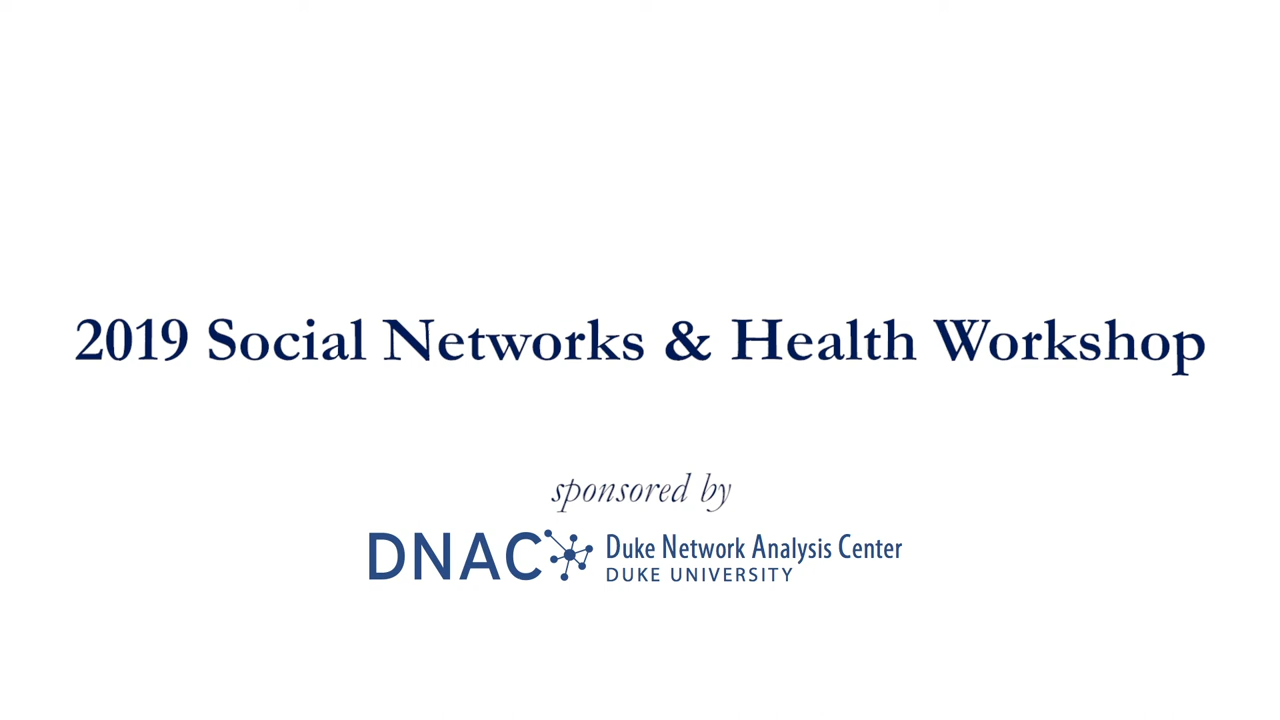 2019 Social Networks & Health Workshop
sponsored by
DNAC Duke Network Analysis Center
DUKE UNIVERSITY